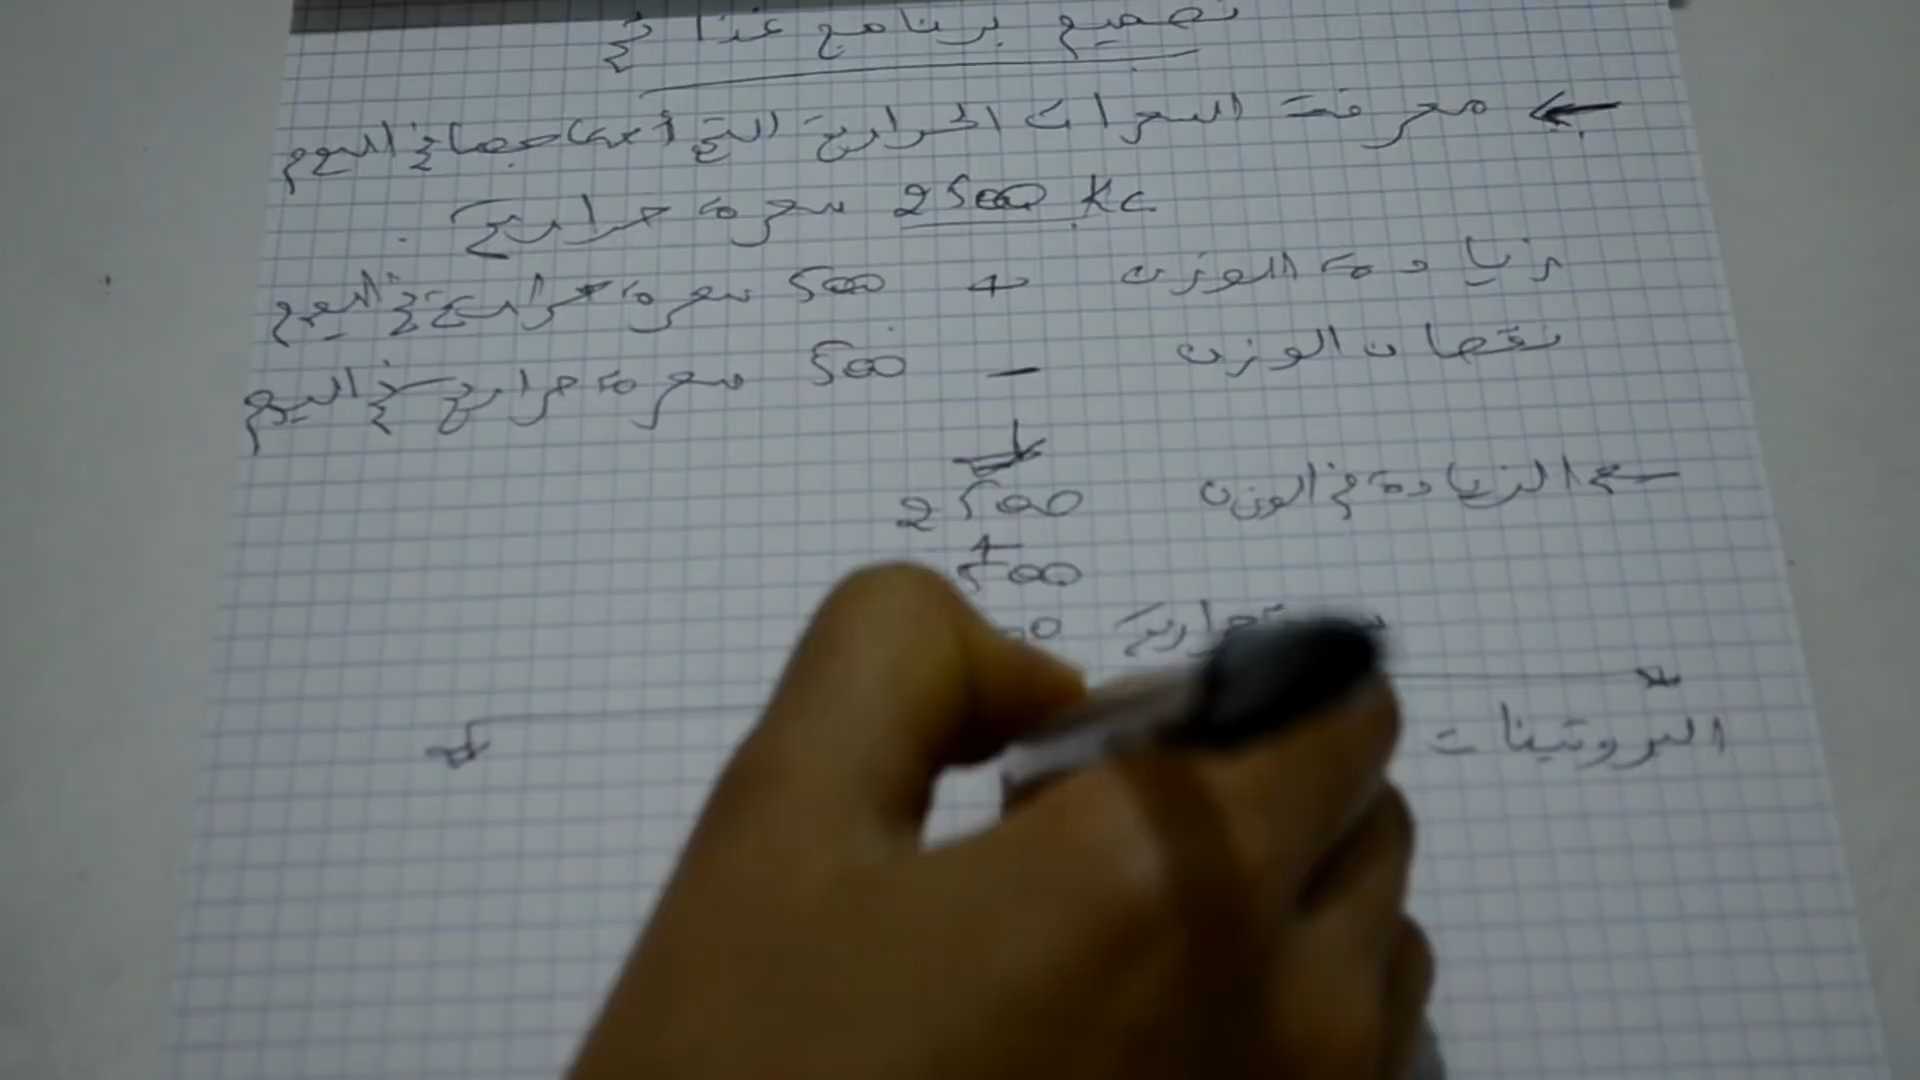 تصميم برنامج غذائي
معرفة السعرات الحرارية التي أحتاجها في اليوم
2500 Kc سعرة حرارية
زيادة الوزن + 500 سعرة حرارية في اليوم
نقصان الوزن - 500 سعرة حرارية في اليوم
الزيادة في الوزن
2500
+
500
حرارية
البروتينات